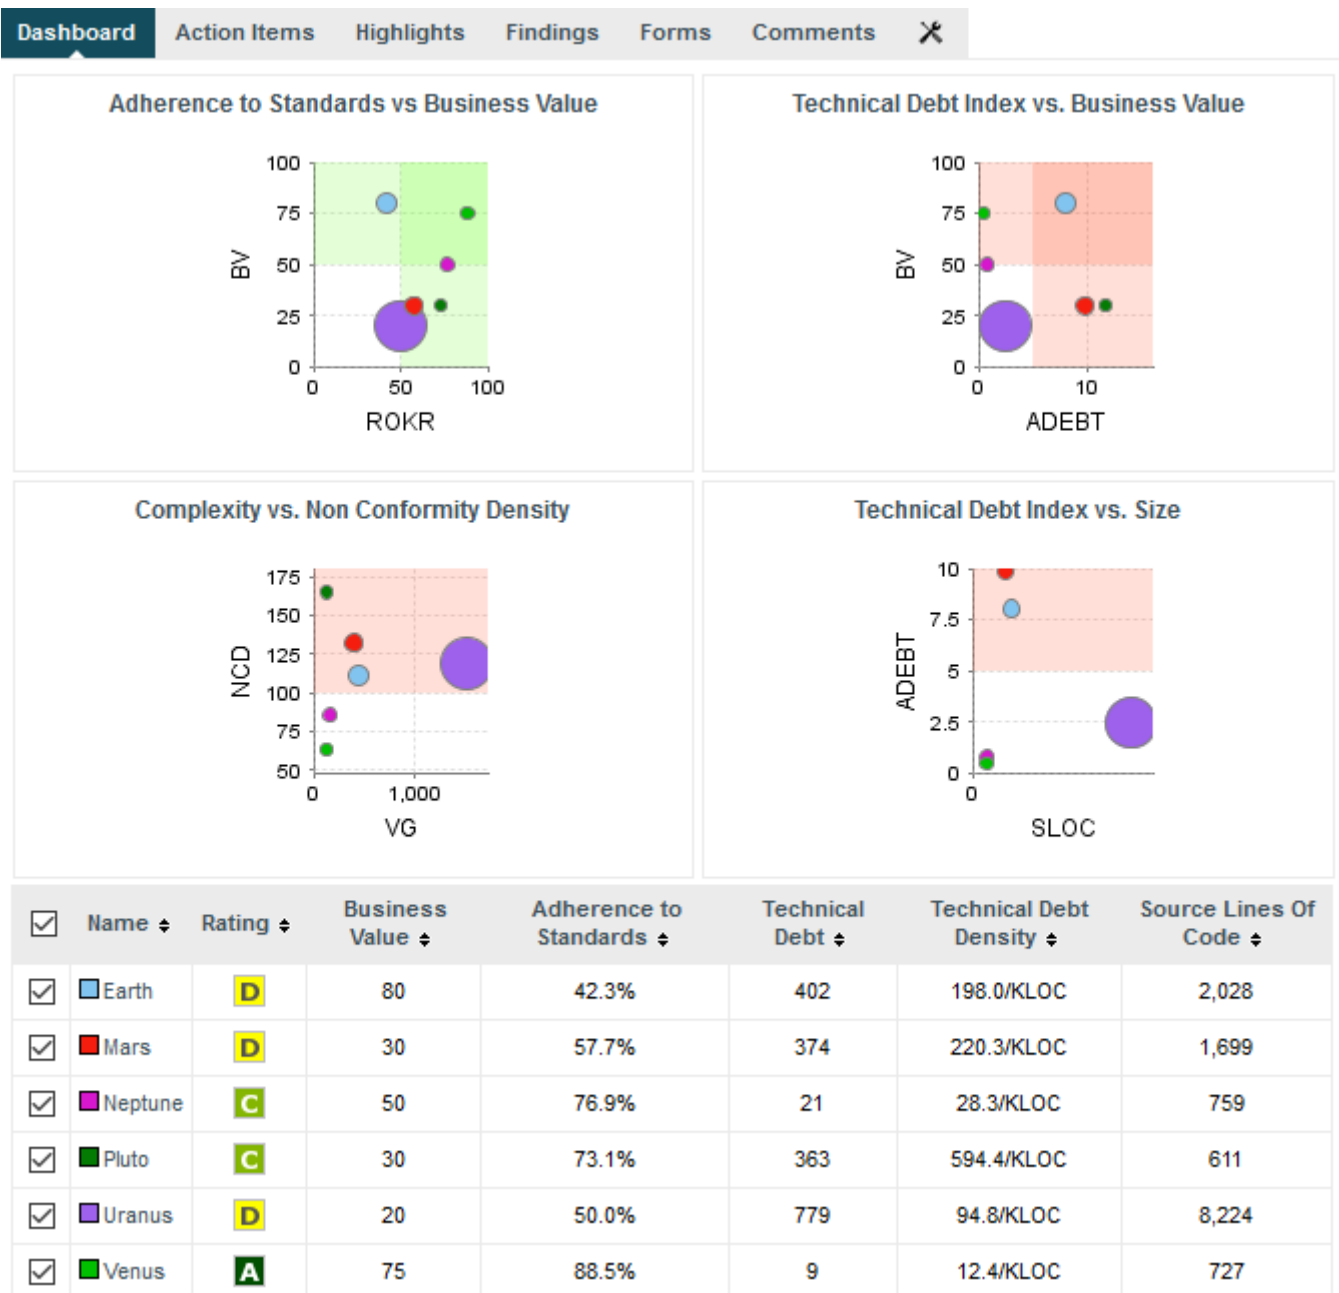 Dashboard Action Items Highlights Findings Forms Comments
Adherence to Standards vs Business Value
100
75
50
25
0
BV
0 50 100
ROKR
Technical Debt Index vs. Business Value
100
75
50
25
0
BV
0 10
ADEBT
Complexity vs. Non Conformity Density
175
150
125
100
75
50
NCD
0 1,000
VG
Technical Debt Index vs. Size
10
7.5
5
2.5
0
ADEBT
0
SLOC
Name Rating Business Value Adherence to Standards Technical Debt Technical Debt Density Source Lines Of Code
Earth D 80 42.3% 402 198.0/KLOC 2,028
Mars D 30 57.7% 374 220.3/KLOC 1,699
Neptune C 50 76.9% 21 28.3/KLOC 759
Pluto C 30 73.1% 363 594.4/KLOC 611
Uranus D 20 50.0% 779 94.8/KLOC 8,224
Venus A 75 88.5% 9 12.4/KLOC 727